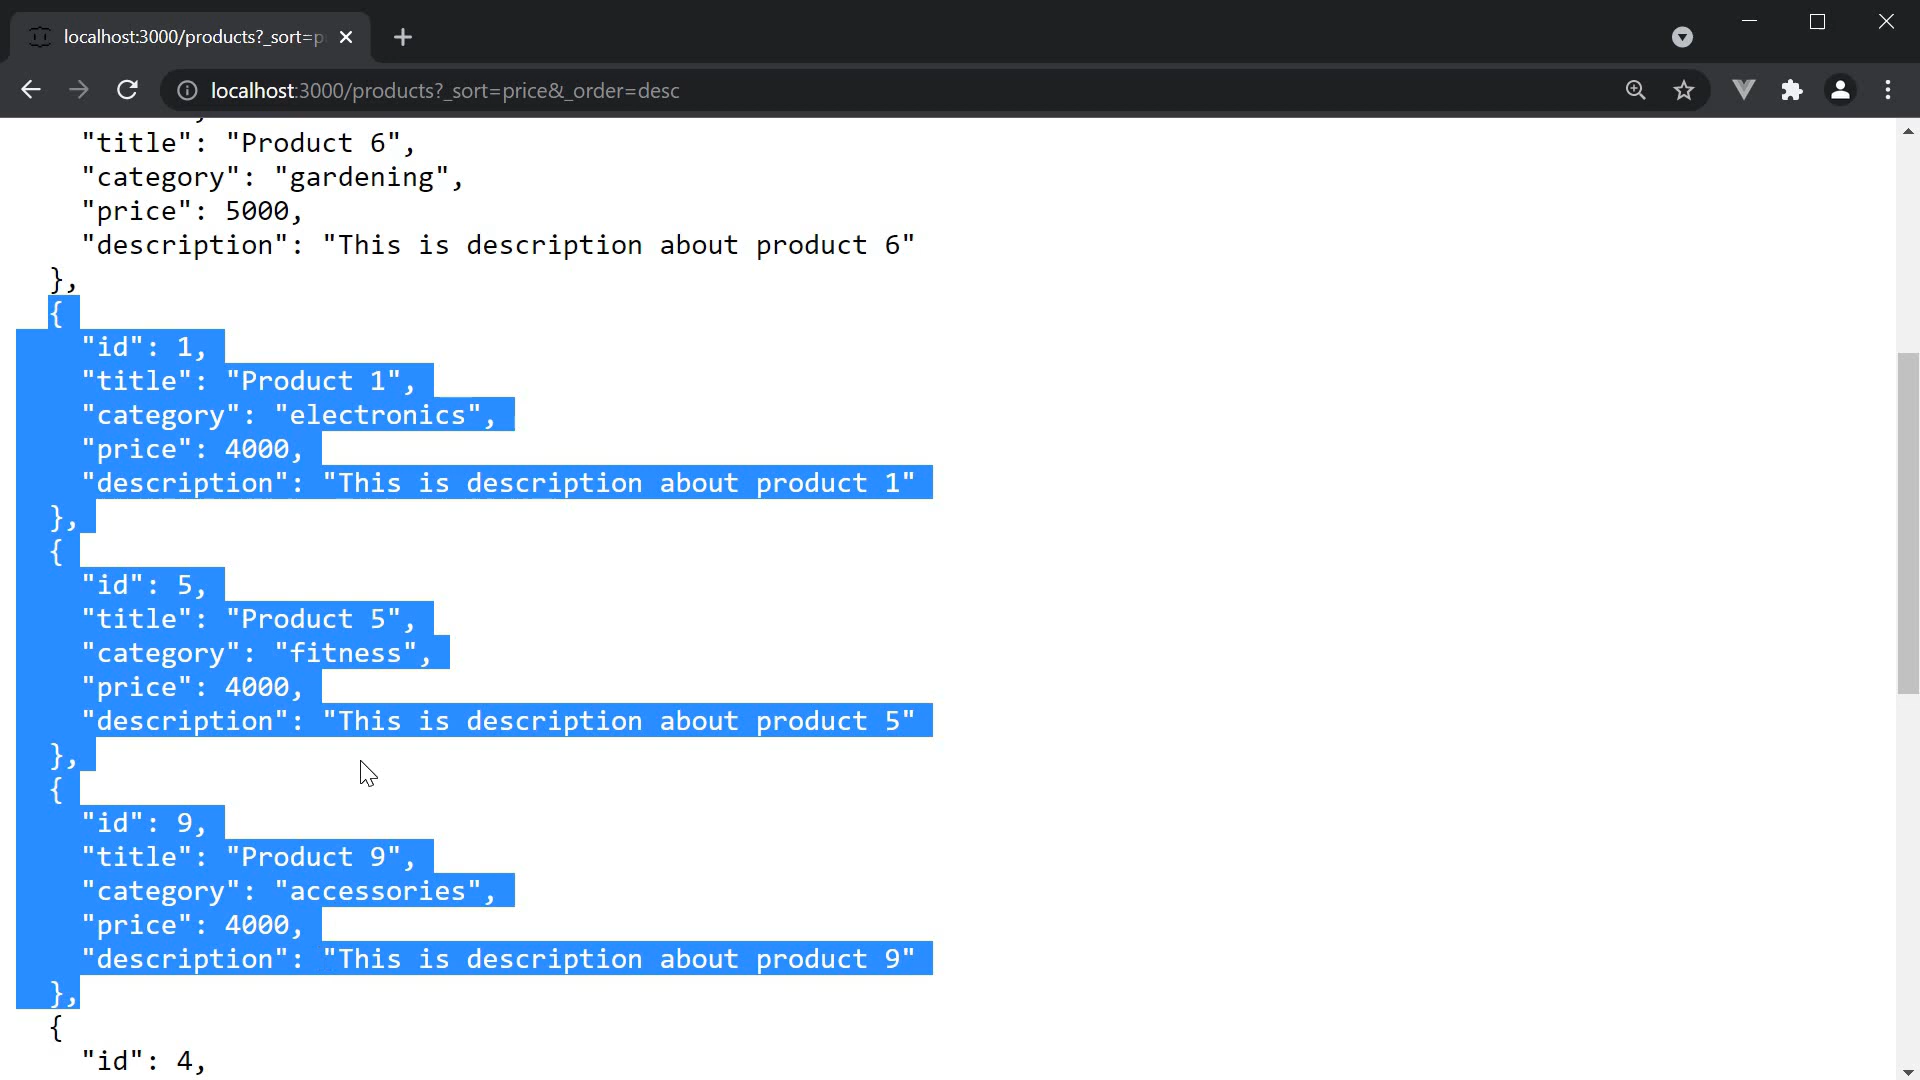 localhost:3000/products?_sort=p
localhost:3000/products?_sort=price&_order=desc
"title": "Product 6",
"category": "gardening",
"price": 5000,
"description": "This is description about product 6"
},
{
"id": 1,
"title": "Product 1",
"category": "electronics",
"price": 4000,
"description": "This is description about product 1"
},
{
"id": 5,
"title": "Product 5",
"category": "fitness",
"price": 4000,
"description": "This is description about product 5"
},
{
"id": 9,
"title": "Product 9",
"category": "accessories",
"price": 4000,
"description": "This is description about product 9"
},
{
"id": 4,